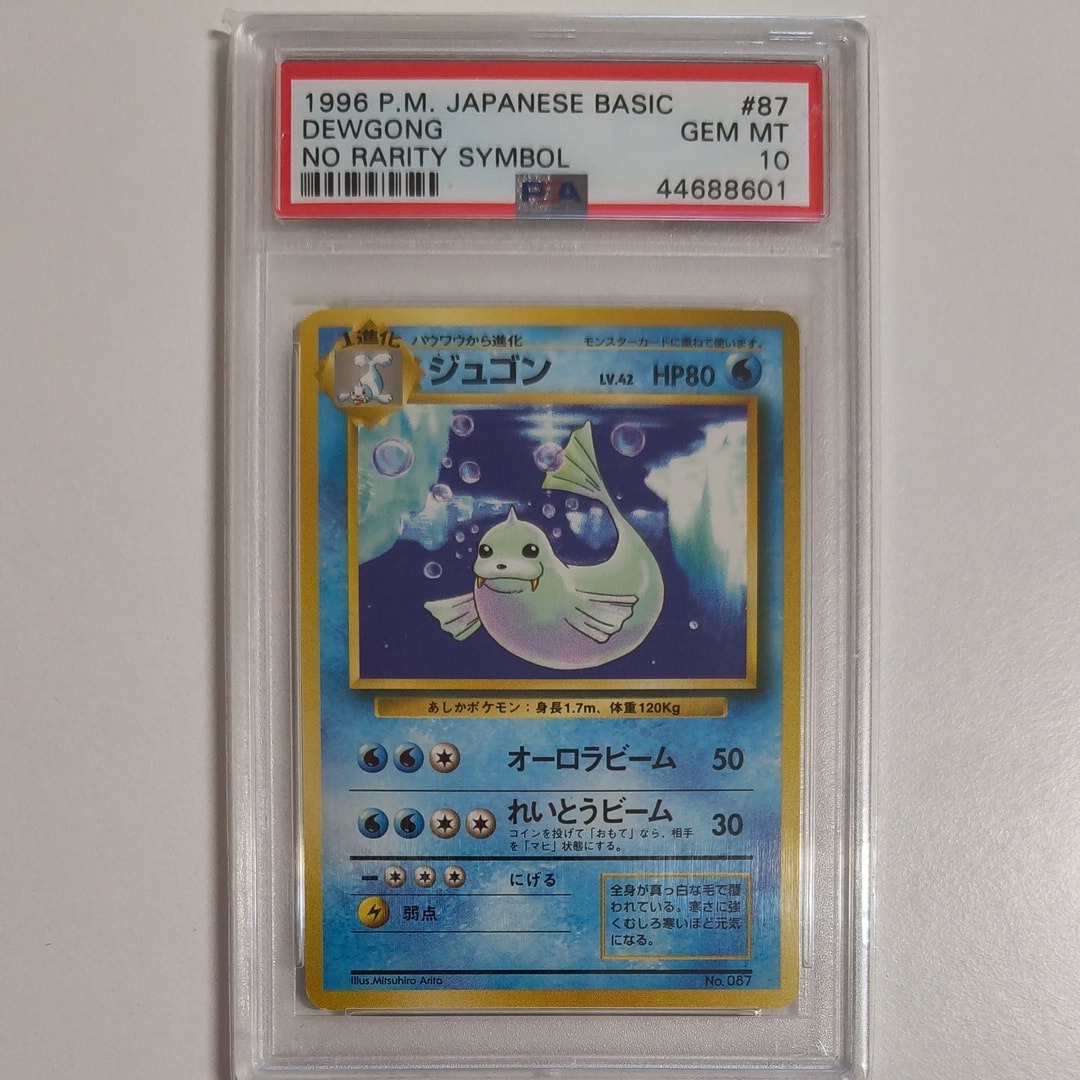 1996 P.M. JAPANESE BASIC #87
DEWGONG GEM MT
NO RARITY SYMBOL 10
PSA 44688601
1進化 パウワウから進化 モンスターカードに重ねて使います。
ジュゴン LV.42 HP80
あしかポケモン：身長1.7m、体重120Kg
オーロラビーム 50
れいとうビーム 30
コインを投げて「おもて」なら、相手
を「マヒ」状態にする。
ー にげる
弱点
全身が真っ白な毛で覆
われている。寒さに強
くむしろ寒いほど元気
になる。
Illus.Mitsuhiro Arita No.087